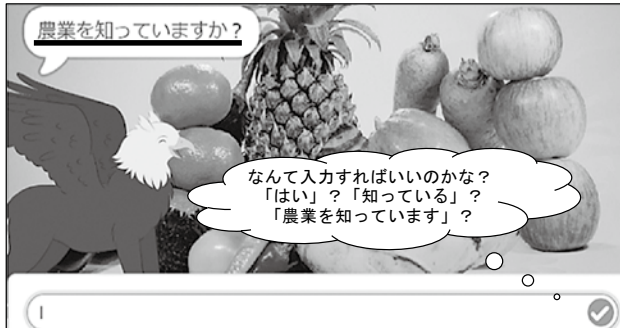 農業を知っていますか？
なんて入力すればいいのかな？
「はい」？「知っている」？
「農業を知っています」？